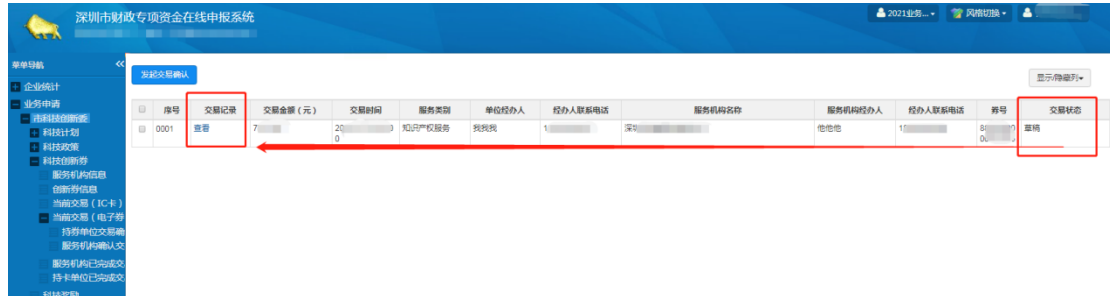 深圳市财政专项资金在线申报系统
2021业务...
风格切换
菜单导航
企业统计
业务申请
市科技创新委
科技计划
科技政策
科技创新券
服务机构信息
创新券信息
当前交易(IC卡)
当前交易(电子券
持券单位交易确
服务机构确认交
服务机构已完成交
持卡单位已完成交
科技奖励
发起交易确认
显示/隐藏列
序号 交易记录 交易金额(元) 交易时间 服务类别 单位经办人 经办人联系电话 服务机构名称 服务机构经办人 经办人联系电话 券号 交易状态
0001 查看 知识产权服务 我我我 他他他 草稿